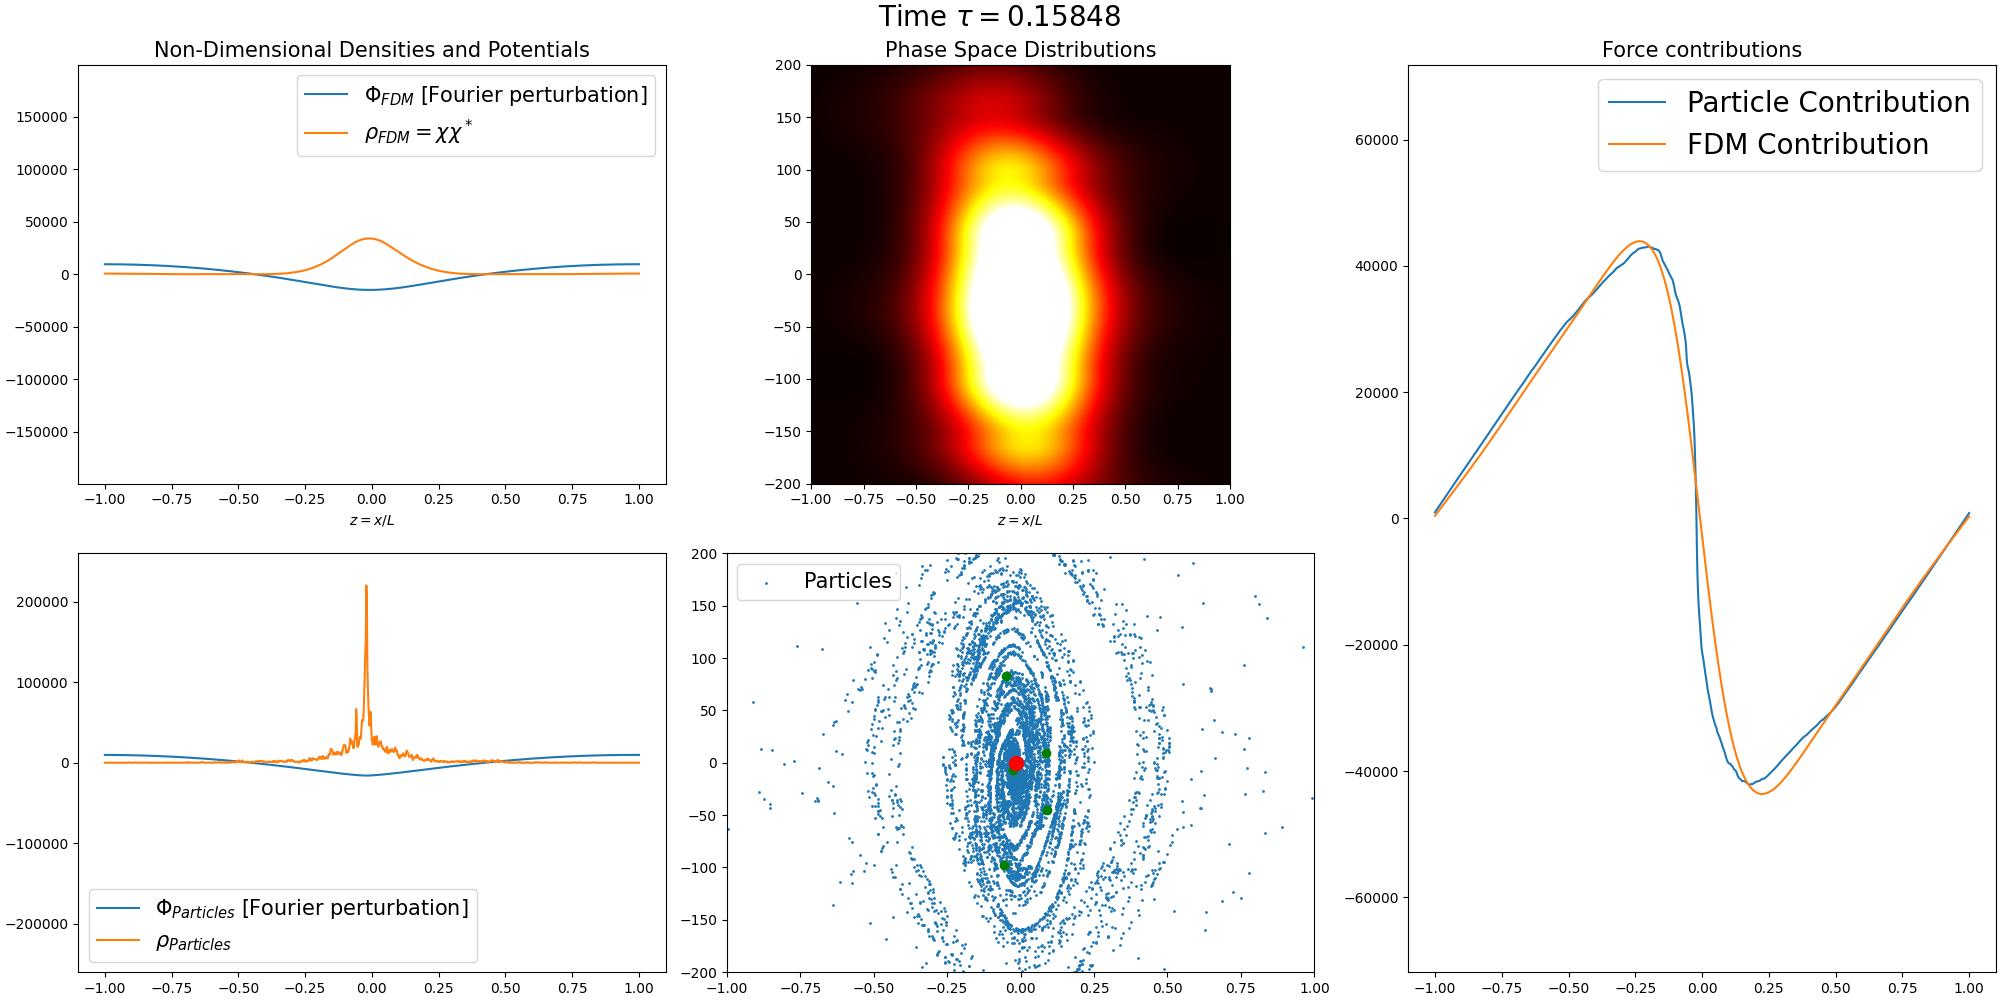 Time τ = 0.15848
Non-Dimensional Densities and Potentials
Φ_FDM [Fourier perturbation]
ρ_FDM = χχ*
150000
100000
50000
0
−50000
−100000
−150000
−1.00 −0.75 −0.50 −0.25 0.00 0.25 0.50 0.75 1.00
z = x/L
Phase Space Distributions
200
150
100
50
0
−50
−100
−150
−200
−1.00 −0.75 −0.50 −0.25 0.00 0.25 0.50 0.75 1.00
z = x/L
Force contributions
Particle Contribution
FDM Contribution
60000
40000
20000
0
−20000
−40000
−60000
−1.00 −0.75 −0.50 −0.25 0.00 0.25 0.50 0.75 1.00
200000
100000
0
−100000
−200000
Φ_Particles [Fourier perturbation]
ρ_Particles
−1.00 −0.75 −0.50 −0.25 0.00 0.25 0.50 0.75 1.00
Particles
200
150
100
50
0
−50
−100
−150
−200
−1.00 −0.75 −0.50 −0.25 0.00 0.25 0.50 0.75 1.00